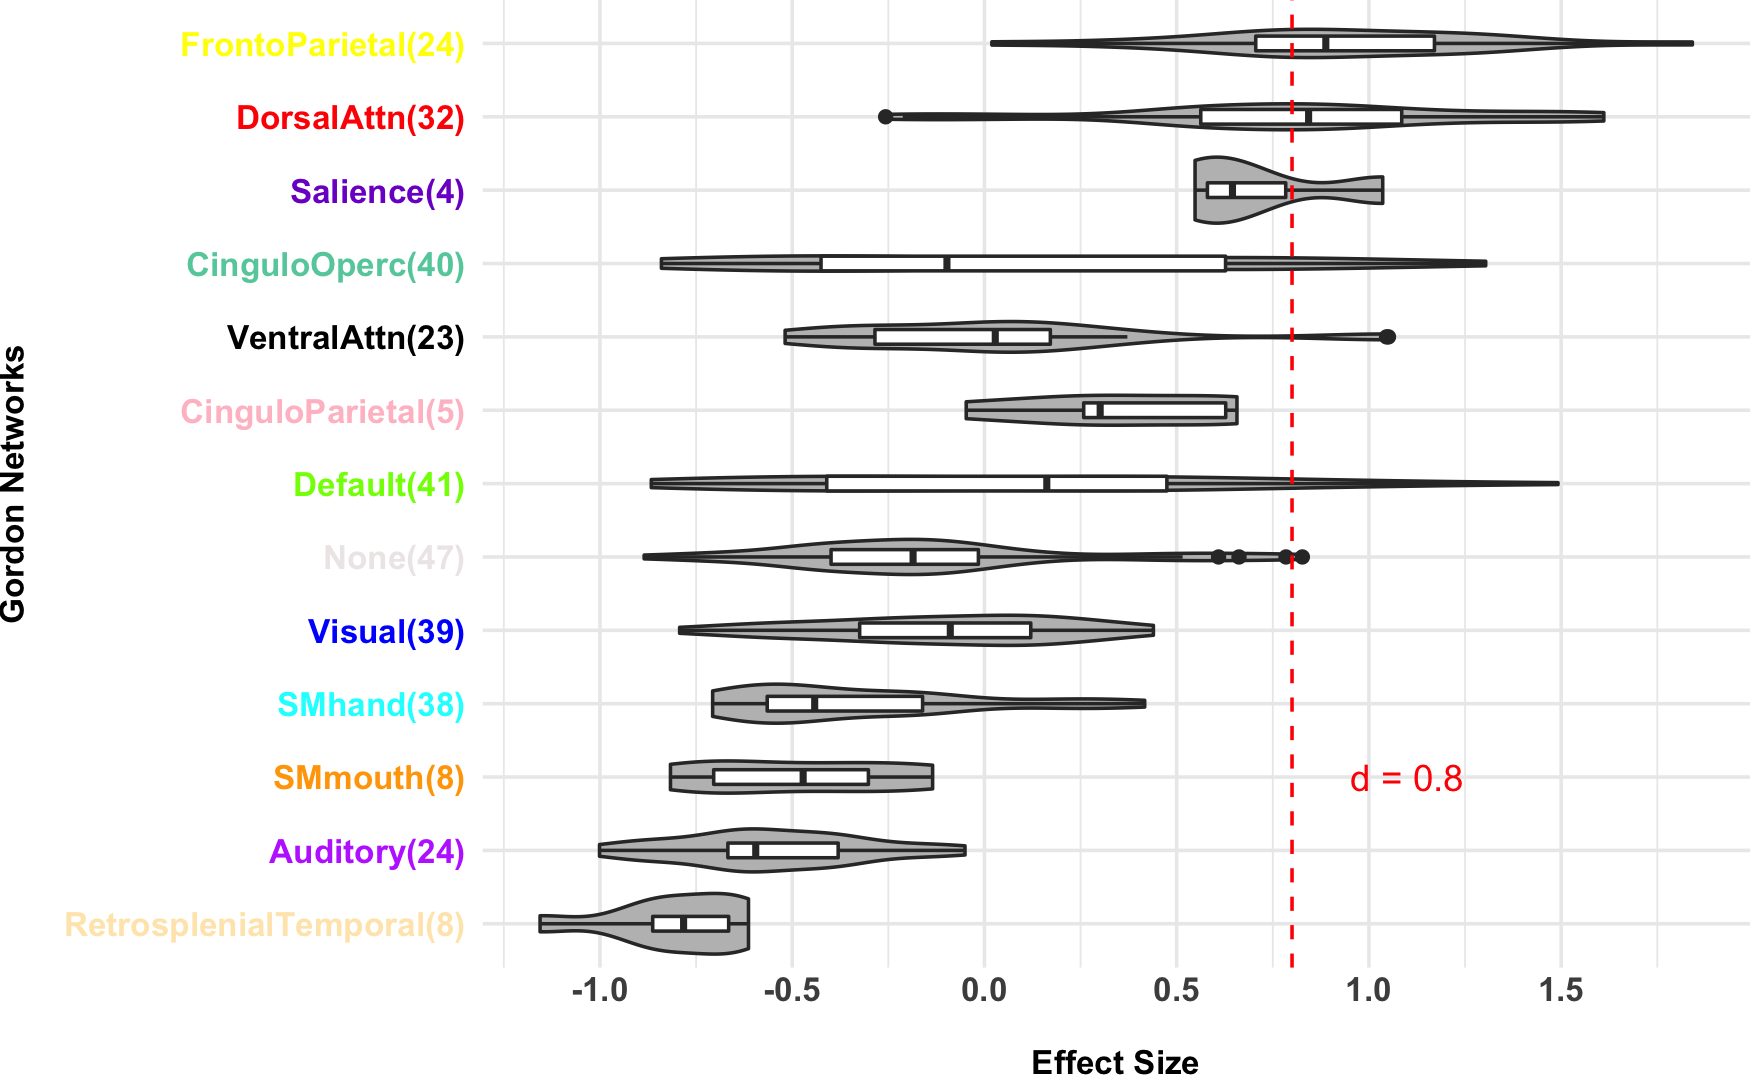 FrontoParietal(24)
DorsalAttn(32)
Salience(4)
CinguloOperc(40)
VentralAttn(23)
CinguloParietal(5)
Default(41)
None(47)
Visual(39)
SMhand(38)
SMmouth(8)
Auditory(24)
RetrosplenialTemporal(8)
Gordon Networks
d = 0.8
-1.0 -0.5 0.0 0.5 1.0 1.5
Effect Size